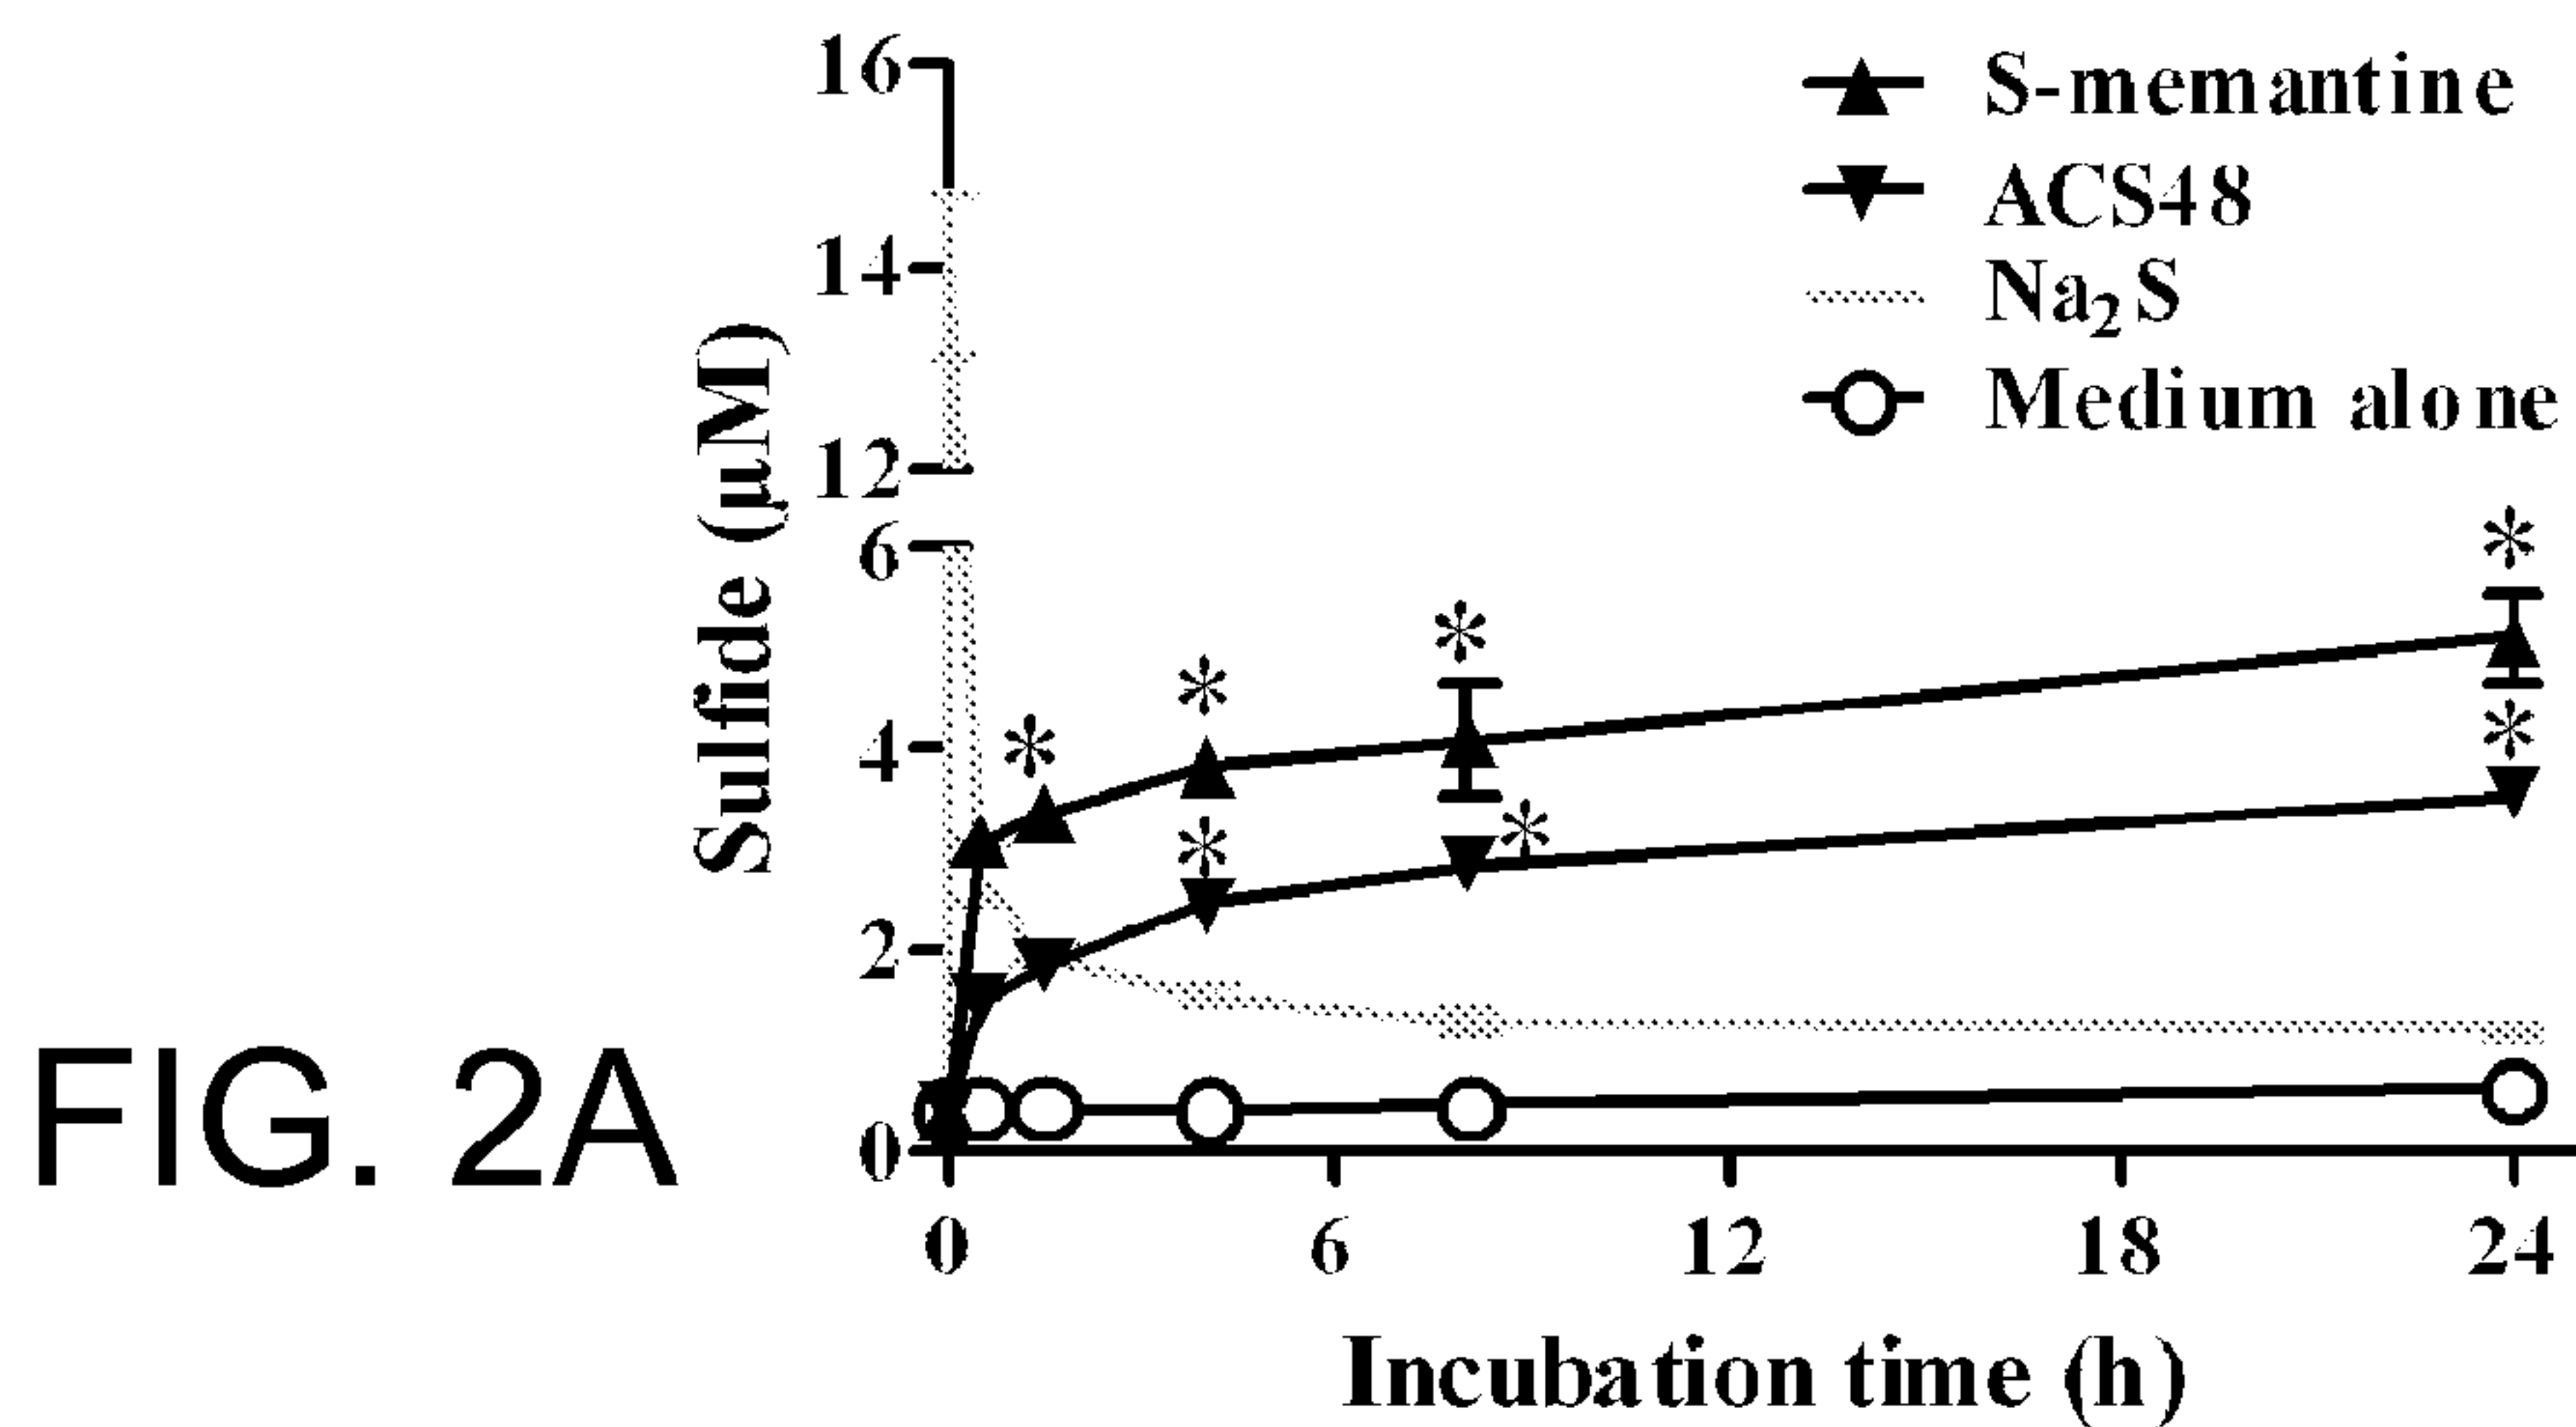 16
14
12
6
4
2
0
Sulfide (µM)
S-memantine
ACS48
Na₂S
Medium alone
*
*
*
*
*
*
*
FIG. 2A
0 6 12 18 24
Incubation time (h)